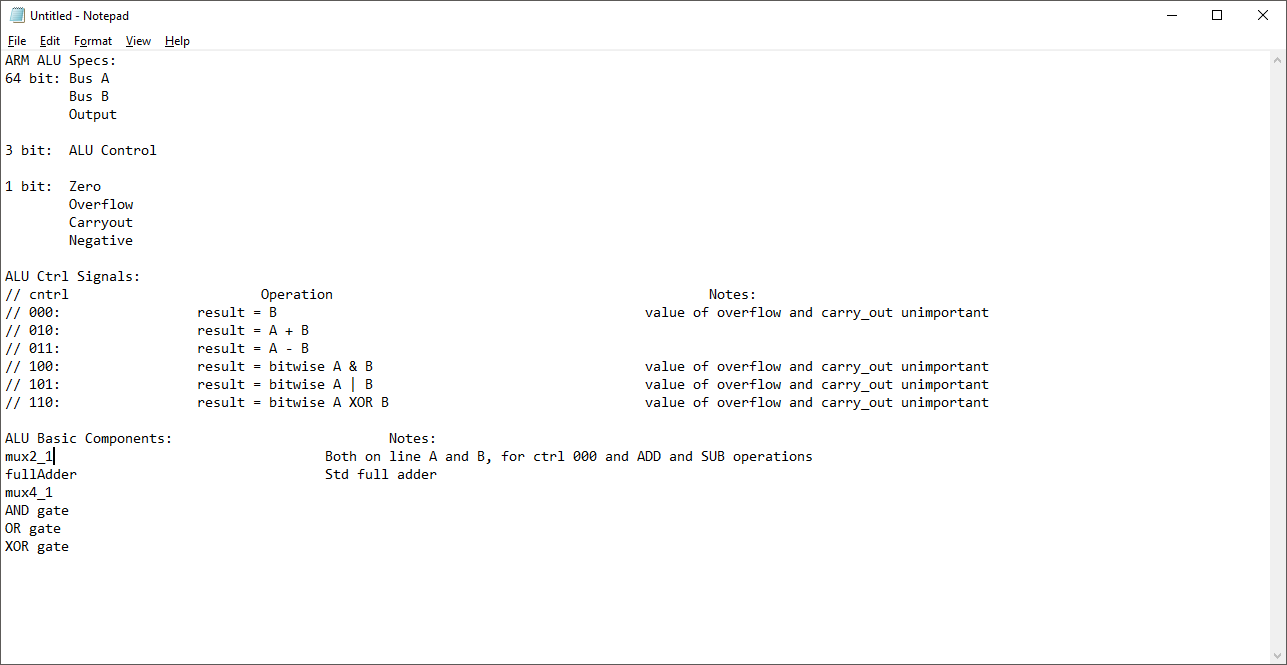 Untitled - Notepad
File Edit Format View Help
ARM ALU Specs:
64 bit: Bus A
Bus B
Output
3 bit: ALU Control
1 bit: Zero
Overflow
Carryout
Negative
ALU Ctrl Signals:
// cntrl Operation Notes:
// 000: result = B value of overflow and carry_out unimportant
// 010: result = A + B
// 011: result = A - B
// 100: result = bitwise A & B value of overflow and carry_out unimportant
// 101: result = bitwise A | B value of overflow and carry_out unimportant
// 110: result = bitwise A XOR B value of overflow and carry_out unimportant
ALU Basic Components: Notes:
mux2_1 Both on line A and B, for ctrl 000 and ADD and SUB operations
fullAdder Std full adder
mux4_1
AND gate
OR gate
XOR gate